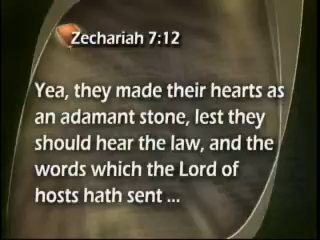 Zechariah 7:12
Yea, they made their hearts as
an adamant stone, lest they
should hear the law, and the
words which the Lord of
hosts hath sent ...